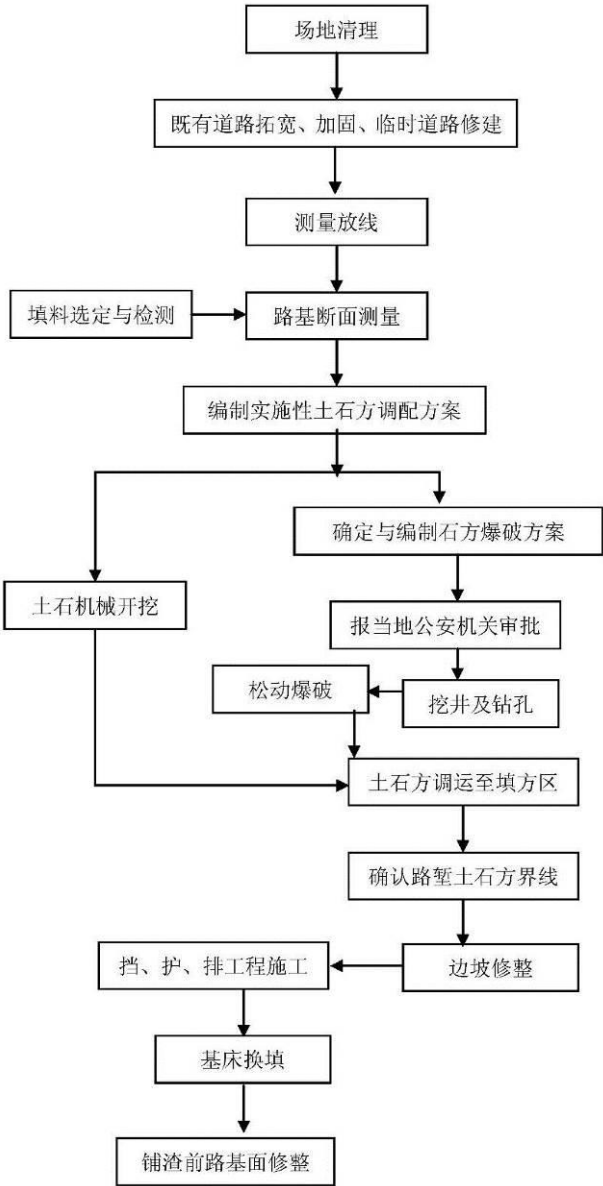 场地清理
既有道路拓宽、加固、临时道路修建
测量放线
填料选定与检测
路基断面测量
编制实施性土石方调配方案
确定与编制石方爆破方案
土石机械开挖
报当地公安机关审批
松动爆破
挖井及钻孔
土石方调运至填方区
确认路堑土石方界线
挡、护、排工程施工
边坡修整
基床换填
铺渣前路基面修整